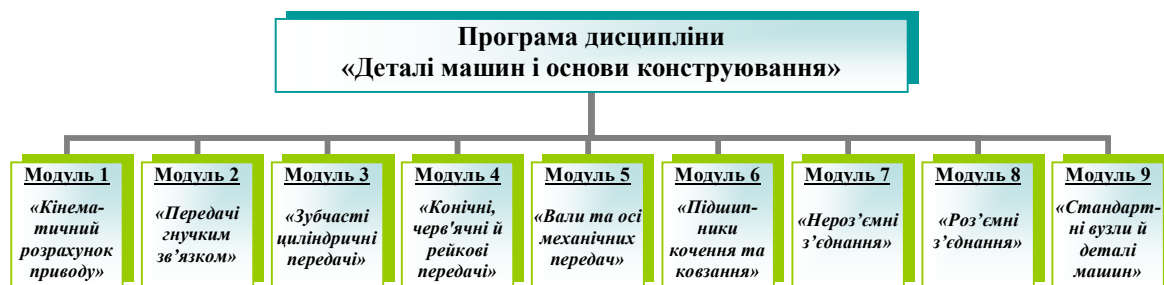 Програма дисципліни
«Деталі машин і основи конструювання»
Модуль 1
«Кінема-
тичний
розрахунок
приводу»
Модуль 2
«Передачі
гнучким
зв’язком»
Модуль 3
«Зубчасті
циліндричні
передачі»
Модуль 4
«Конічні,
черв'ячні й
рейкові
передачі»
Модуль 5
«Вали та осі
механічних
передач»
Модуль 6
«Підшип-
ники
кочення та
ковзання»
Модуль 7
«Нероз’ємні
з’єднання»
Модуль 8
«Роз’ємні
з’єднання»
Модуль 9
«Стандарт-
ні вузли й
деталі
машин»